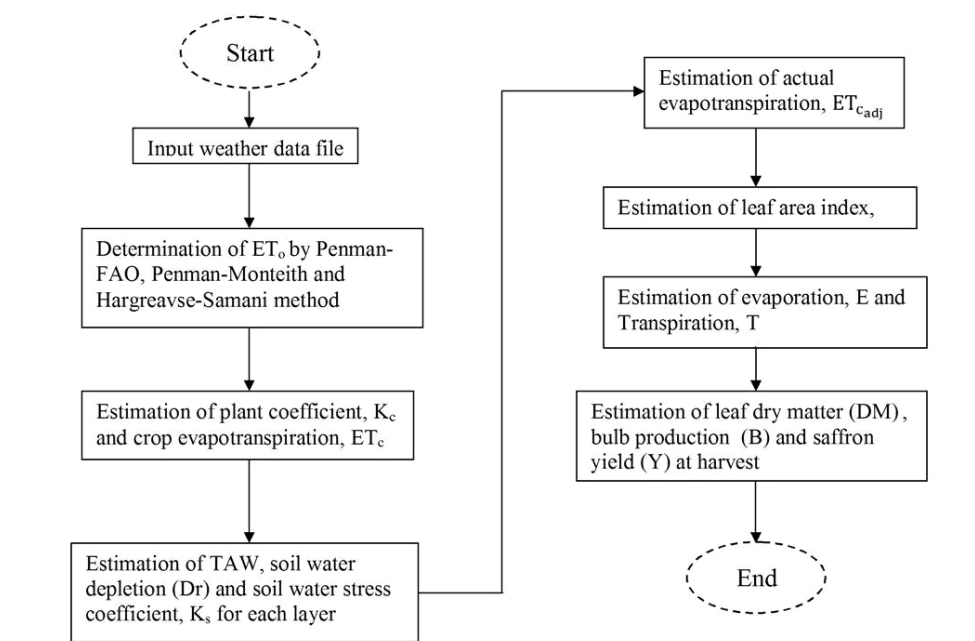 Start
Input weather data file
Determination of ETo by Penman-
FAO, Penman-Monteith and
Hargreavse-Samani method
Estimation of plant coefficient, Kc
and crop evapotranspiration, ETc
Estimation of TAW, soil water
depletion (Dr) and soil water stress
coefficient, Ks for each layer
Estimation of actual
evapotranspiration, ETcadj
Estimation of leaf area index,
Estimation of evaporation, E and
Transpiration, T
Estimation of leaf dry matter (DM) ,
bulb production (B) and saffron
yield (Y) at harvest
End